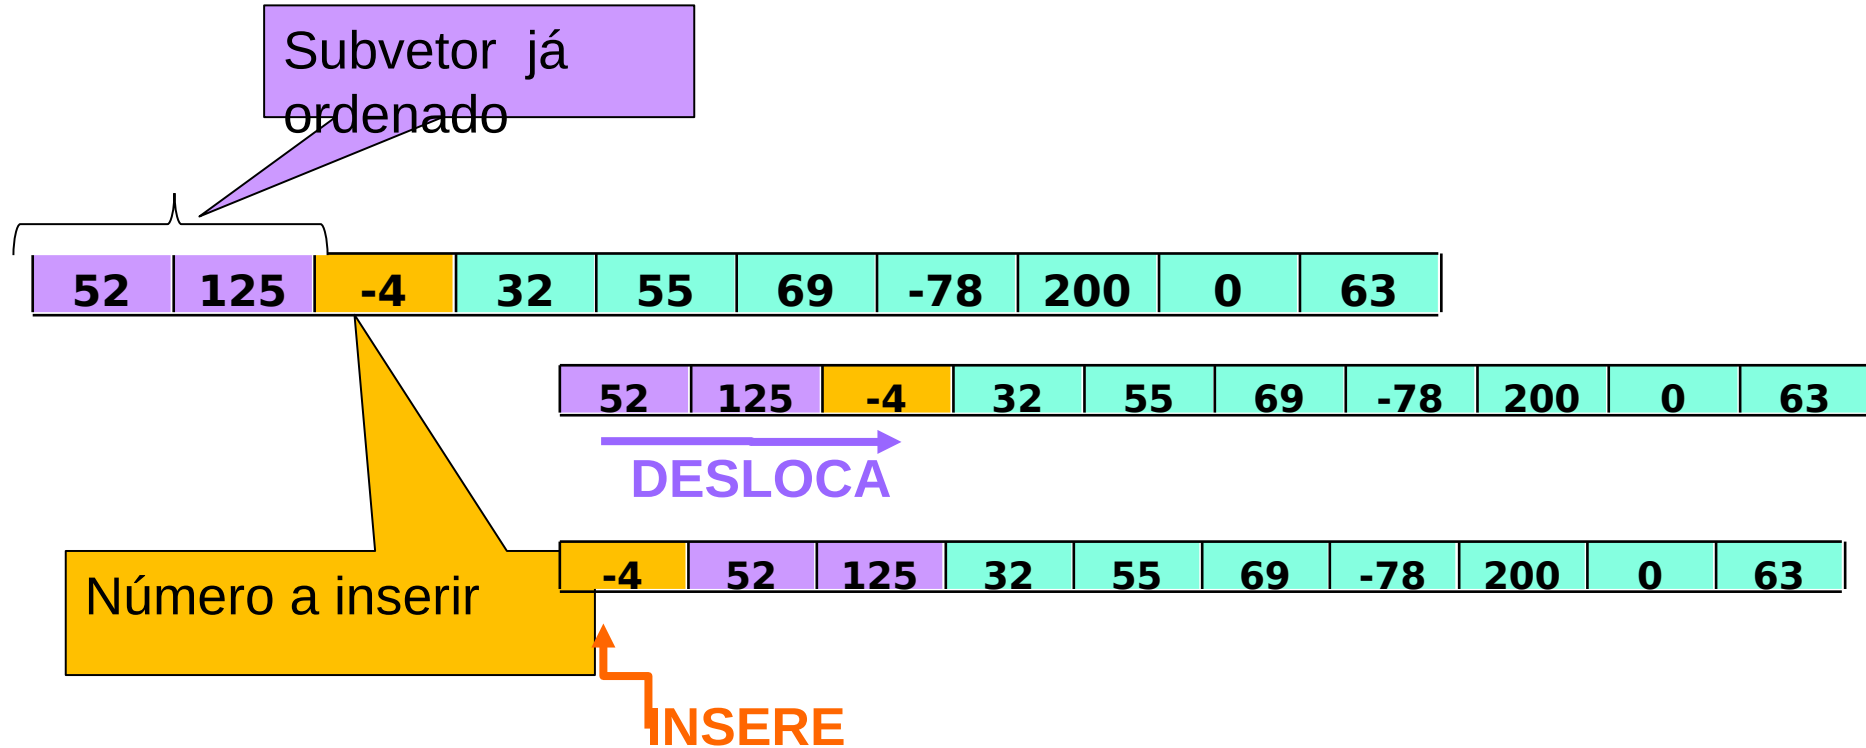 Subvetor já
ordenado
52 125 -4 32 55 69 -78 200 0 63
52 125 -4 32 55 69 -78 200 0 63
DESLOCA
-4 52 125 32 55 69 -78 200 0 63
Número a inserir
INSERE